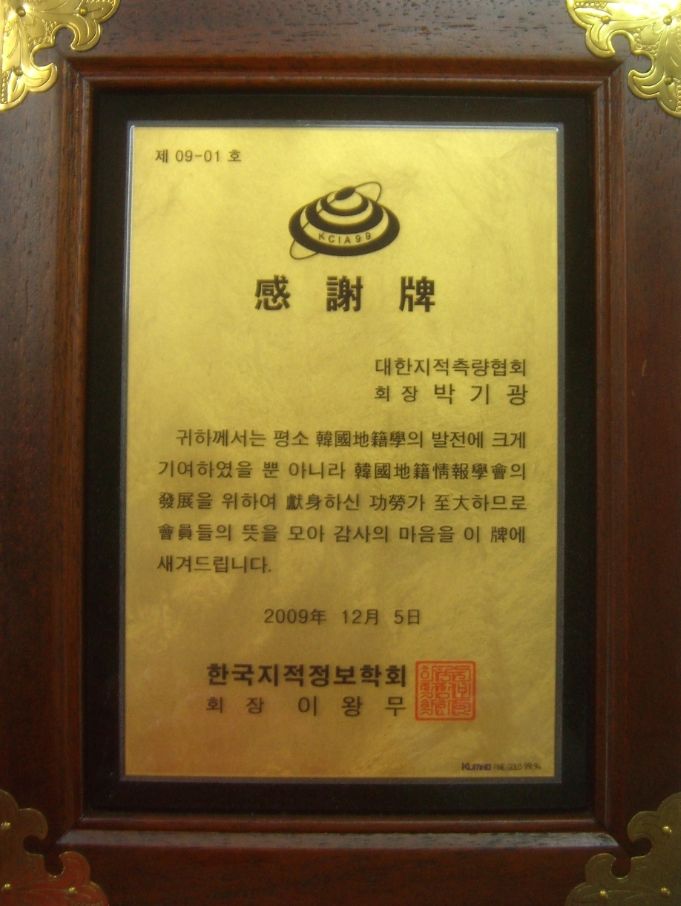 제 09-01 호
KCIA99
感 謝 牌
대한지적측량협회
회 장 박 기 광
귀하께서는 평소 韓國地籍學의 발전에 크게
기여하였을 뿐 아니라 韓國地籍情報學會의
發展을 위하여 獻身하신 功勞가 至大하므로
會員들의 뜻을 모아 감사의 마음을 이 牌에
새겨드립니다.
2009年 12月 5日
한국지적정보학회
회 장 이 왕 무